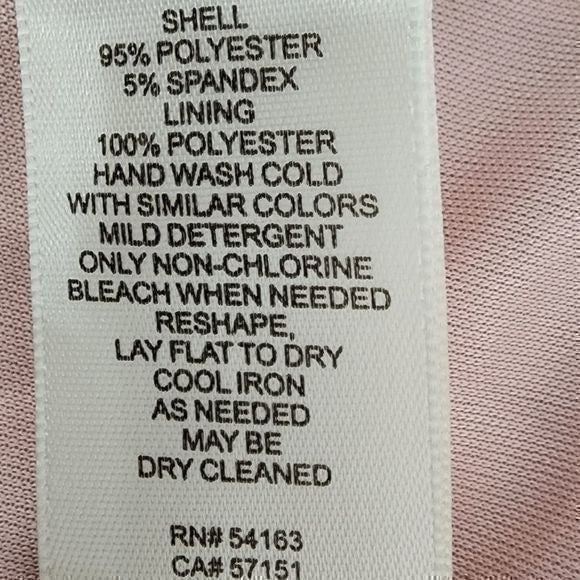 SHELL
95% POLYESTER
5% SPANDEX
LINING
100% POLYESTER
HAND WASH COLD
WITH SIMILAR COLORS
MILD DETERGENT
ONLY NON-CHLORINE
BLEACH WHEN NEEDED
RESHAPE,
LAY FLAT TO DRY
COOL IRON
AS NEEDED
MAY BE
DRY CLEANED
RN# 54163
CA# 57151